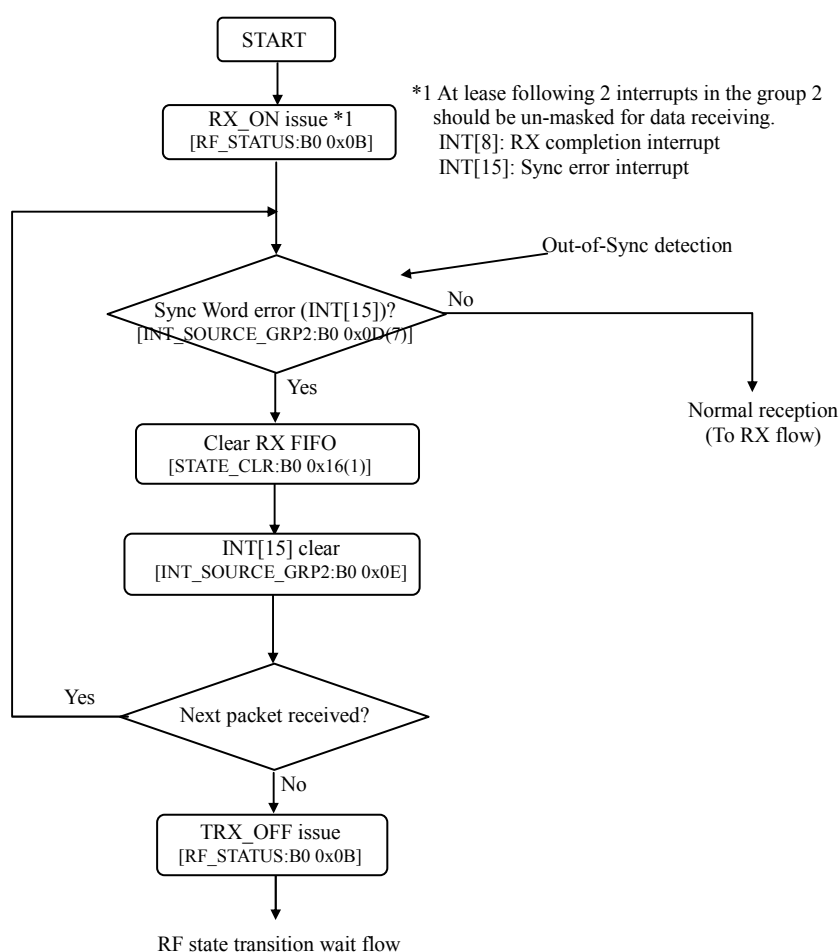 START
RX_ON issue *1
[RF_STATUS:B0 0x0B]
*1 At lease following 2 interrupts in the group 2
should be un-masked for data receiving.
INT[8]: RX completion interrupt
INT[15]: Sync error interrupt
Out-of-Sync detection
Sync Word error (INT[15])?
[INT_SOURCE_GRP2:B0 0x0D(7)]
No
Yes
Normal reception
(To RX flow)
Clear RX FIFO
[STATE_CLR:B0 0x16(1)]
INT[15] clear
[INT_SOURCE_GRP2:B0 0x0E]
Yes
Next packet received?
No
TRX_OFF issue
[RF_STATUS:B0 0x0B]
RF state transition wait flow